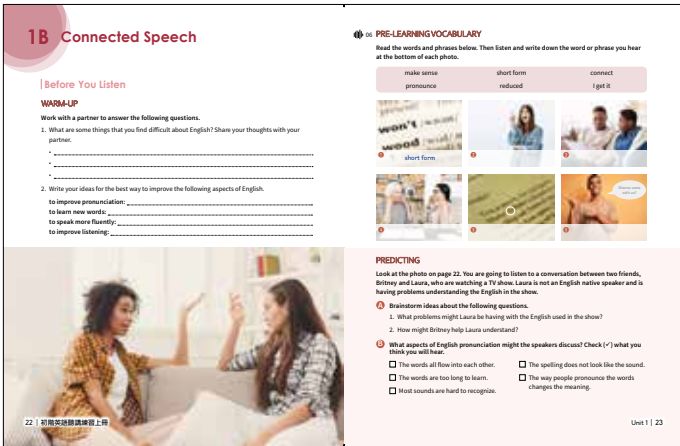 1B Connected Speech
Before You Listen
WARM-UP
Work with a partner to answer the following questions.
1. What are some things that you find difficult about English? Share your thoughts with your
partner.
2. Write your ideas for the best way to improve the following aspects of English.
to improve pronunciation:
to learn new words:
to speak more fluently:
to improve listening:
22 | 初階英語聽講練習上冊
06 PRE-LEARNING VOCABULARY
Read the words and phrases below. Then listen and write down the word or phrase you hear
at the bottom of each photo.
make sense short form connect
pronounce reduced I get it
won't
wood
1 short form
2
3
4
5
6
PREDICTING
Look at the photo on page 22. You are going to listen to a conversation between two friends,
Britney and Laura, who are watching a TV show. Laura is not an English native speaker and is
having problems understanding the English in the show.
A Brainstorm ideas about the following questions.
1. What problems might Laura be having with the English used in the show?
2. How might Britney help Laura understand?
B What aspects of English pronunciation might the speakers discuss? Check (✓) what you
think you will hear.
The words all flow into each other.
The words are too long to learn.
Most sounds are hard to recognize.
The spelling does not look like the sound.
The way people pronounce the words
changes the meaning.
Unit 1 | 23